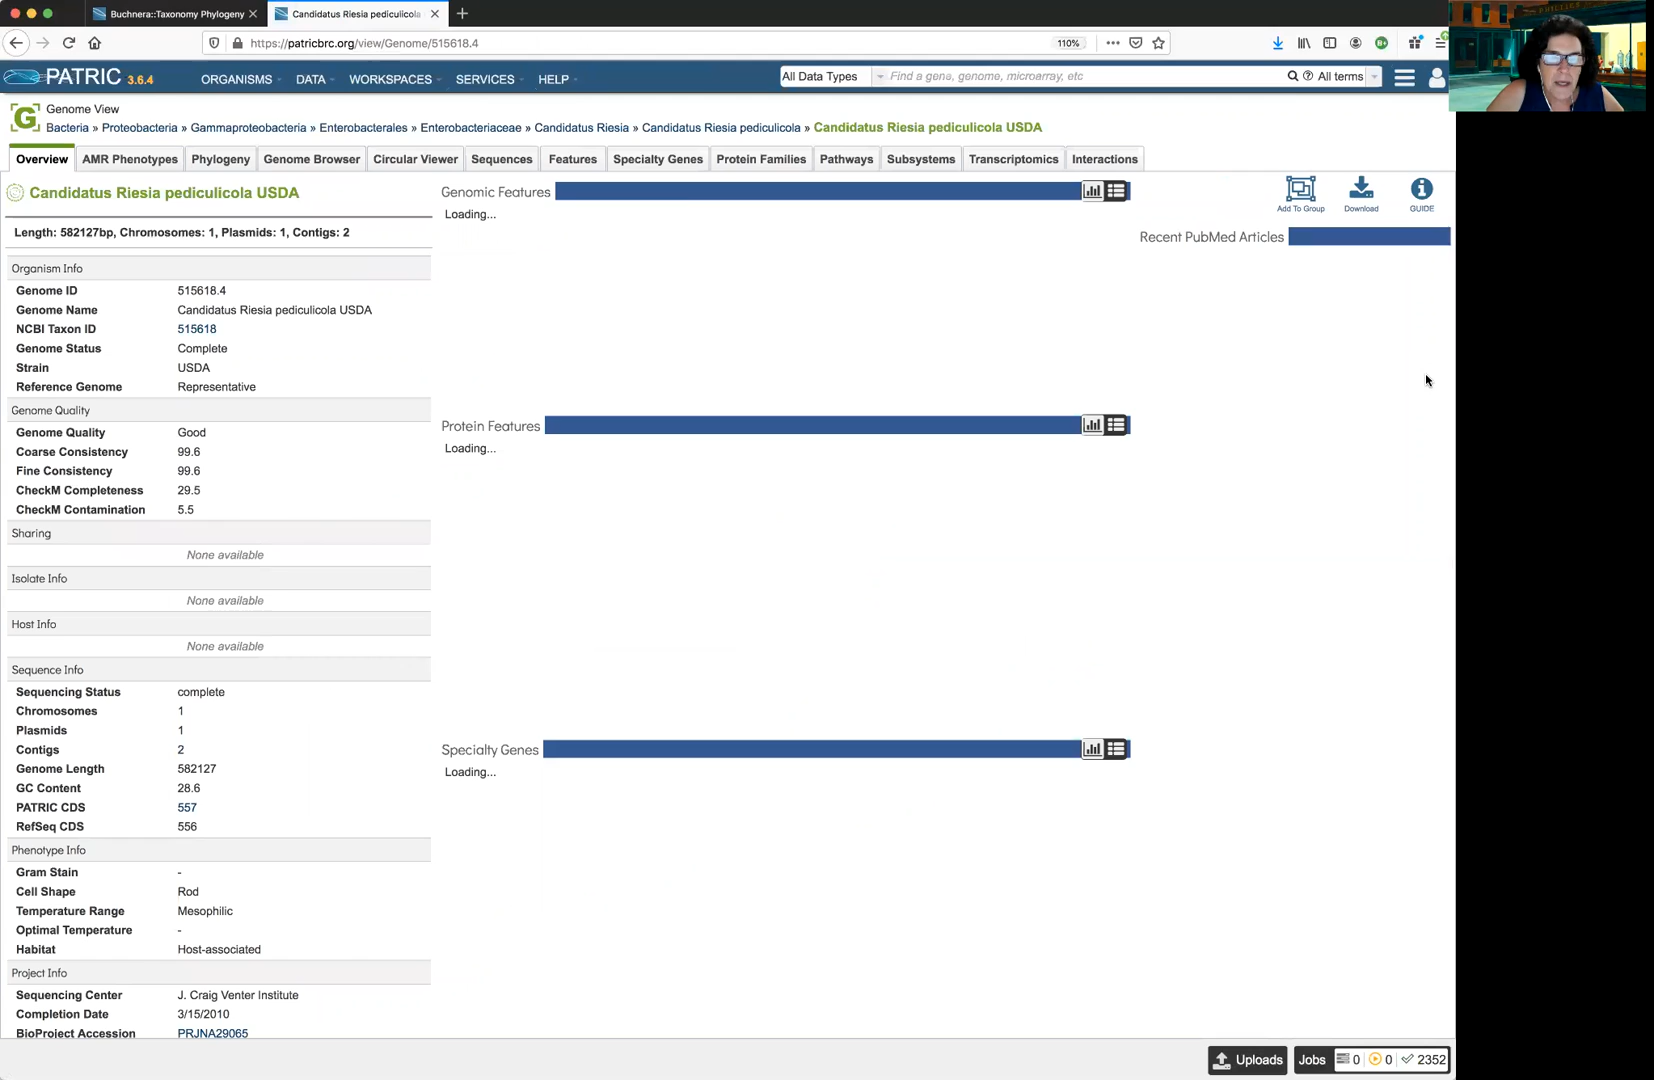 Buchnera::Taxonomy Phylogeny
Candidatus Riesia pediculicola
https://patricbrc.org/view/Genome/515618.4
110%
PATRIC 3.6.4
ORGANISMS DATA WORKSPACES SERVICES HELP
All Data Types
Find a gene, genome, microarray, etc
All terms
Genome View
Bacteria » Proteobacteria » Gammaproteobacteria » Enterobacterales » Enterobacteriaceae » Candidatus Riesia » Candidatus Riesia pediculicola » Candidatus Riesia pediculicola USDA
Overview AMR Phenotypes Phylogeny Genome Browser Circular Viewer Sequences Features Specialty Genes Protein Families Pathways Subsystems Transcriptomics Interactions
Candidatus Riesia pediculicola USDA
Length: 582127bp, Chromosomes: 1, Plasmids: 1, Contigs: 2
Organism Info
Genome ID 515618.4
Genome Name Candidatus Riesia pediculicola USDA
NCBI Taxon ID 515618
Genome Status Complete
Strain USDA
Reference Genome Representative
Genome Quality
Genome Quality Good
Coarse Consistency 99.6
Fine Consistency 99.6
CheckM Completeness 29.5
CheckM Contamination 5.5
Sharing
None available
Isolate Info
None available
Host Info
None available
Sequence Info
Sequencing Status complete
Chromosomes 1
Plasmids 1
Contigs 2
Genome Length 582127
GC Content 28.6
PATRIC CDS 557
RefSeq CDS 556
Phenotype Info
Gram Stain -
Cell Shape Rod
Temperature Range Mesophilic
Optimal Temperature -
Habitat Host-associated
Project Info
Sequencing Center J. Craig Venter Institute
Completion Date 3/15/2010
BioProject Accession PRJNA29065
Genomic Features
Loading...
Protein Features
Loading...
Specialty Genes
Loading...
Add To Group Download GUIDE
Recent PubMed Articles
Uploads Jobs 0 0 2352